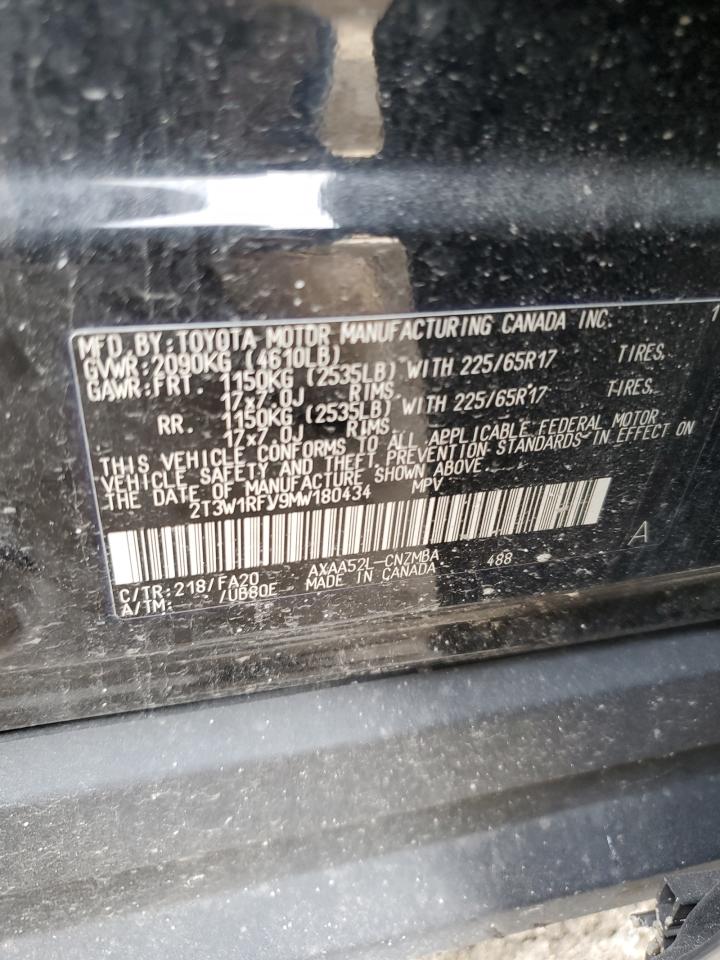 MFD. BY: TOYOTA MOTOR MANUFACTURING CANADA INC.
GVWR: 2090KG (4610LB)
GAWR: FRT. 1150KG (2535LB) WITH 225/65R17 TIRES,
17x7.0J RIMS
RR. 1150KG (2535LB) WITH 225/65R17 TIRES,
17x7.0J RIMS
THIS VEHICLE CONFORMS TO ALL APPLICABLE FEDERAL MOTOR
VEHICLE SAFETY AND THEFT PREVENTION STANDARDS IN EFFECT ON
THE DATE OF MANUFACTURE SHOWN ABOVE.
2T3W1RFY9MW180434 MPV
A
C/TR: 218/FA20 AXAA52L-CNZMBA 488
A/TM: /UB80E MADE IN CANADA